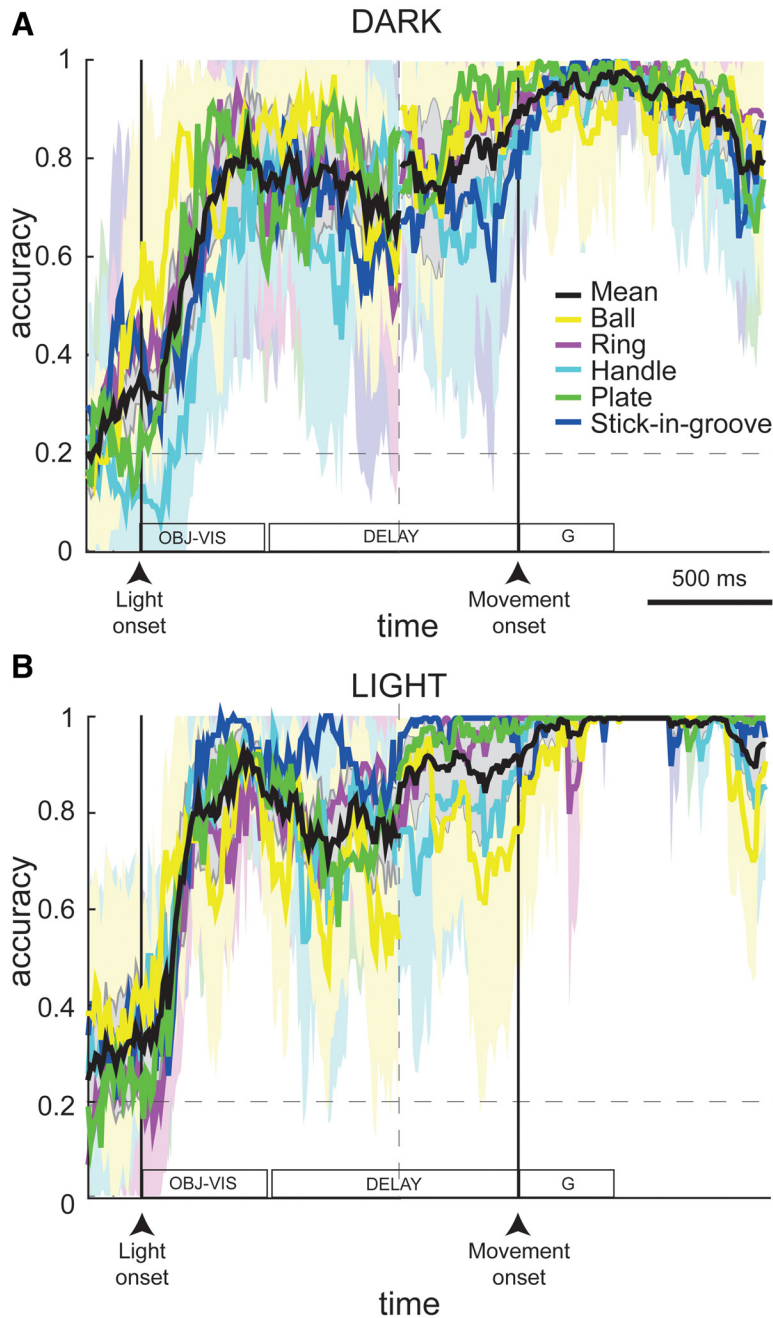 A
DARK
1
0.8
0.6
0.4
0.2
0
accuracy
Mean
Ball
Ring
Handle
Plate
Stick-in-groove
OBJ-VIS
DELAY
G
Light
onset
Movement
onset
500 ms
time
B
LIGHT
1
0.8
0.6
0.4
0.2
0
accuracy
OBJ-VIS
DELAY
G
Light
onset
Movement
onset
time